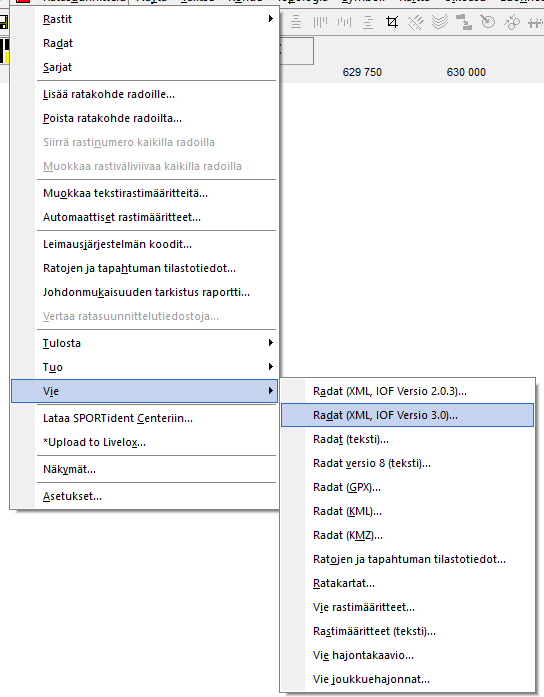 Rastit
Radat
Sarjat
629 750
630 000
Lisää ratakohde radoille...
Poista ratakohde radoilta...
Siirrä rastinumero kaikilla radoilla
Muokkaa rastiväliviivaa kaikilla radoilla
Muokkaa tekstirastimääritteitä...
Automaattiset rastimääritteet...
Leimausjärjestelmän koodit...
Ratojen ja tapahtuman tilastotiedot...
Johdonmukaisuuden tarkistus raportti...
Vertaa ratasuunnittelutiedostoja...
Tulosta
Tuo
Vie
Lataa SPORTident Centeriin...
*Upload to Livelox...
Näkymät...
Asetukset...
Radat (XML, IOF Versio 2.0.3)...
Radat (XML, IOF Versio 3.0)...
Radat (teksti)...
Radat versio 8 (teksti)...
Radat (GPX)...
Radat (KML)...
Radat (KMZ)...
Ratojen ja tapahtuman tilastotiedot...
Ratakartat...
Vie rastimääritteet...
Rastimääritteet (teksti)...
Vie hajontakaavio...
Vie joukkuehajonnat...